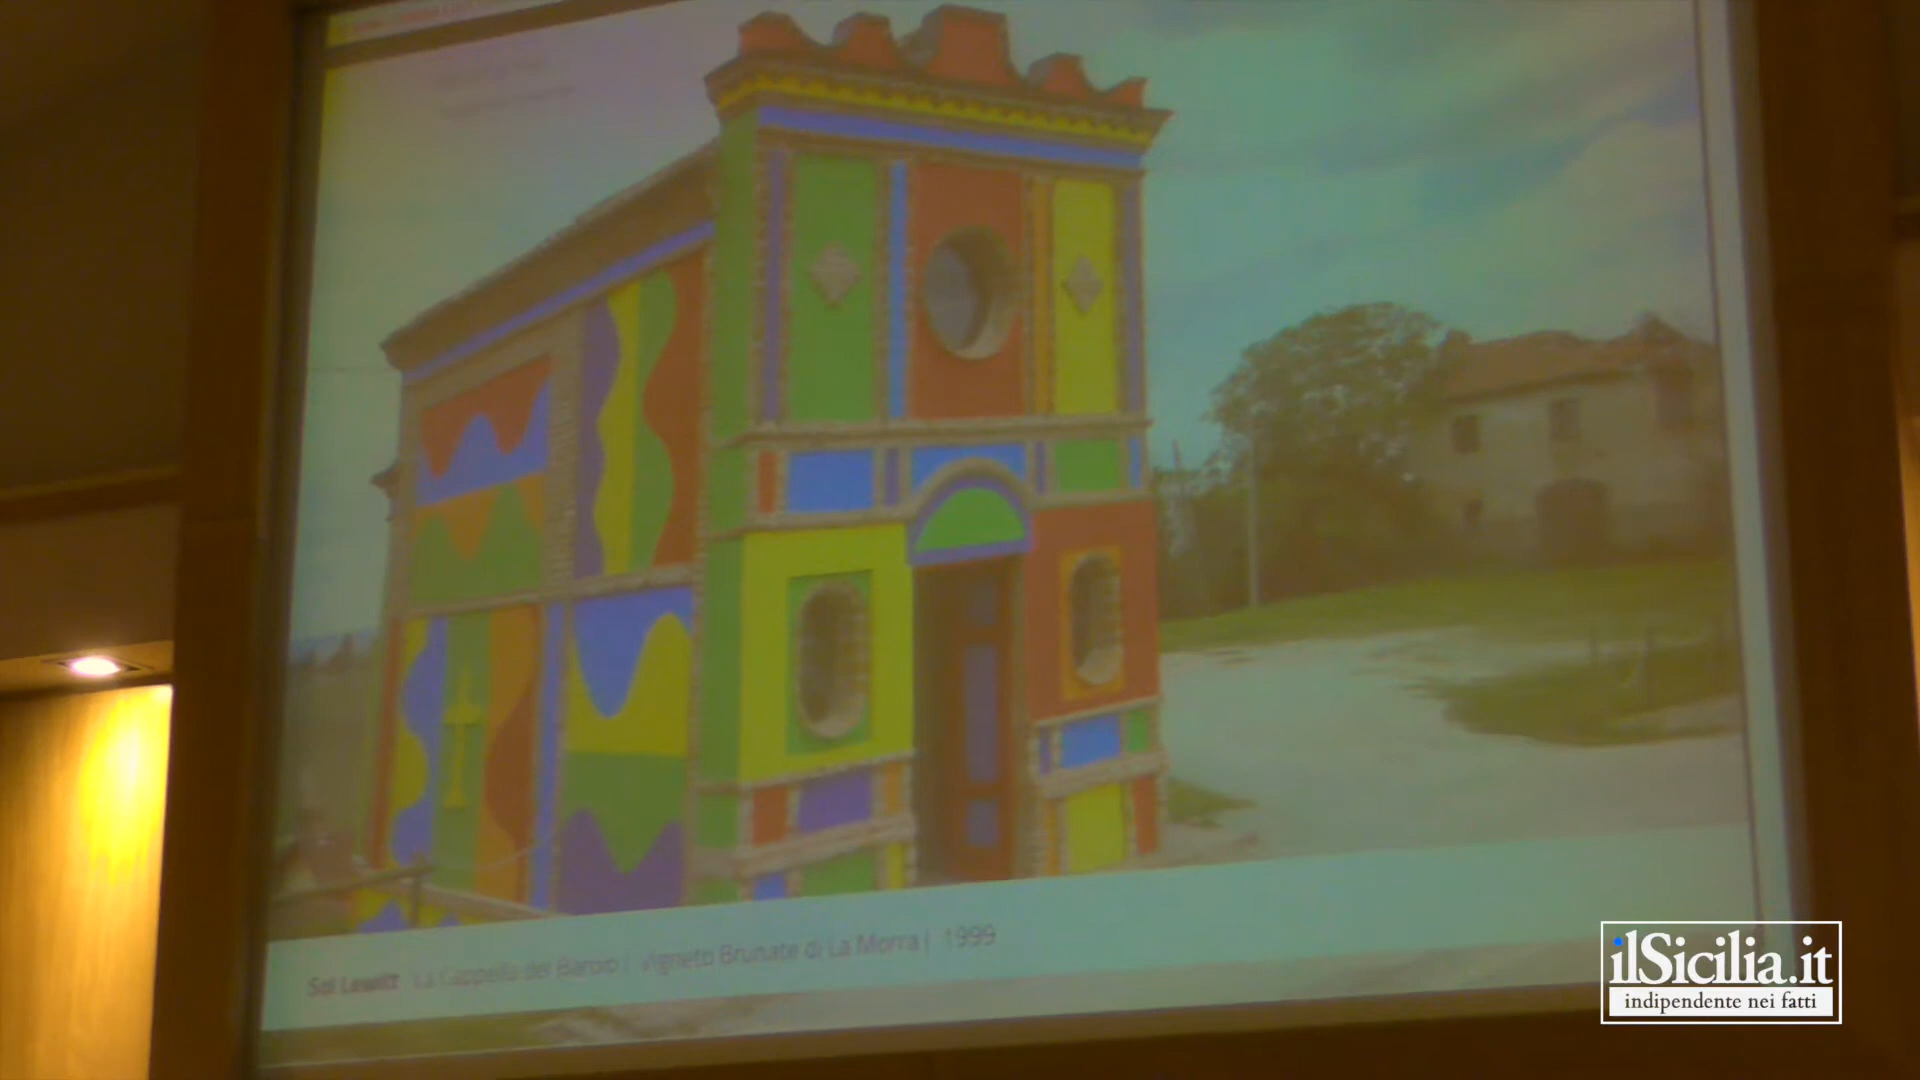 Sol Lewitt La Cappella del Barolo | vigneto Brunate di La Morra | 1999
ilSicilia.it
indipendente nei fatti